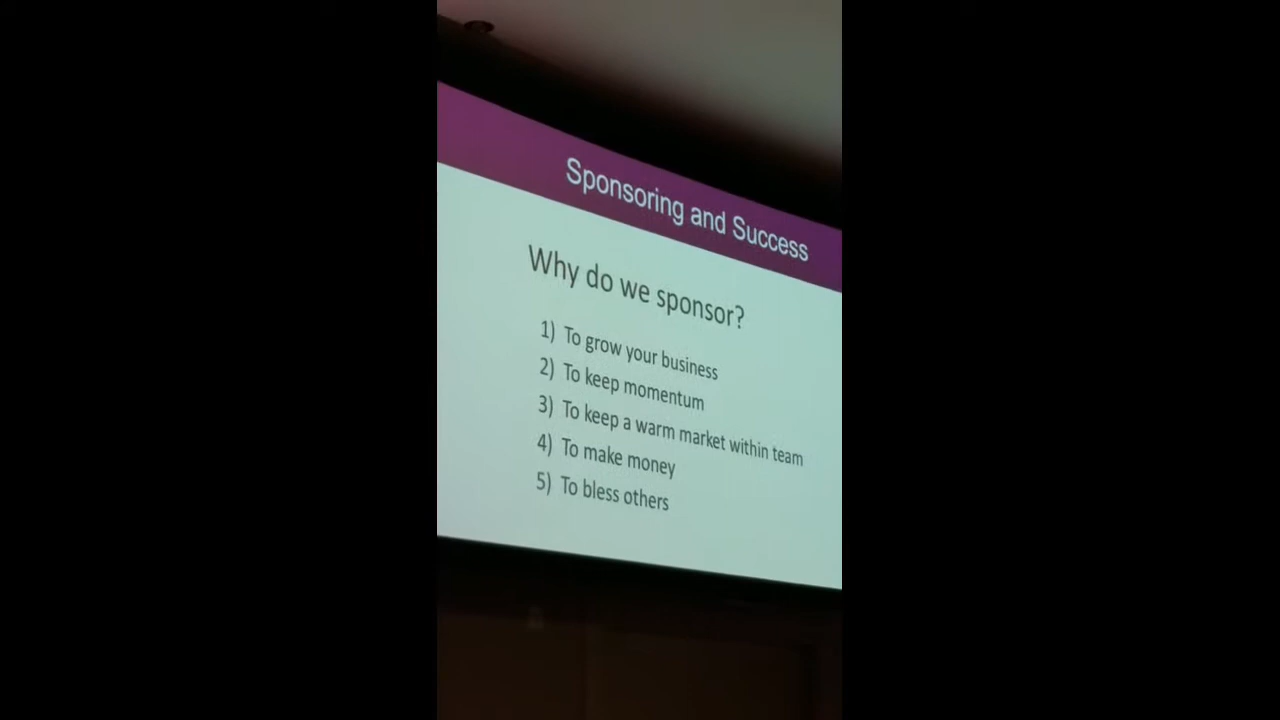 Sponsoring and Success
Why do we sponsor?
1) To grow your business
2) To keep momentum
3) To keep a warm market within team
4) To make money
5) To bless others